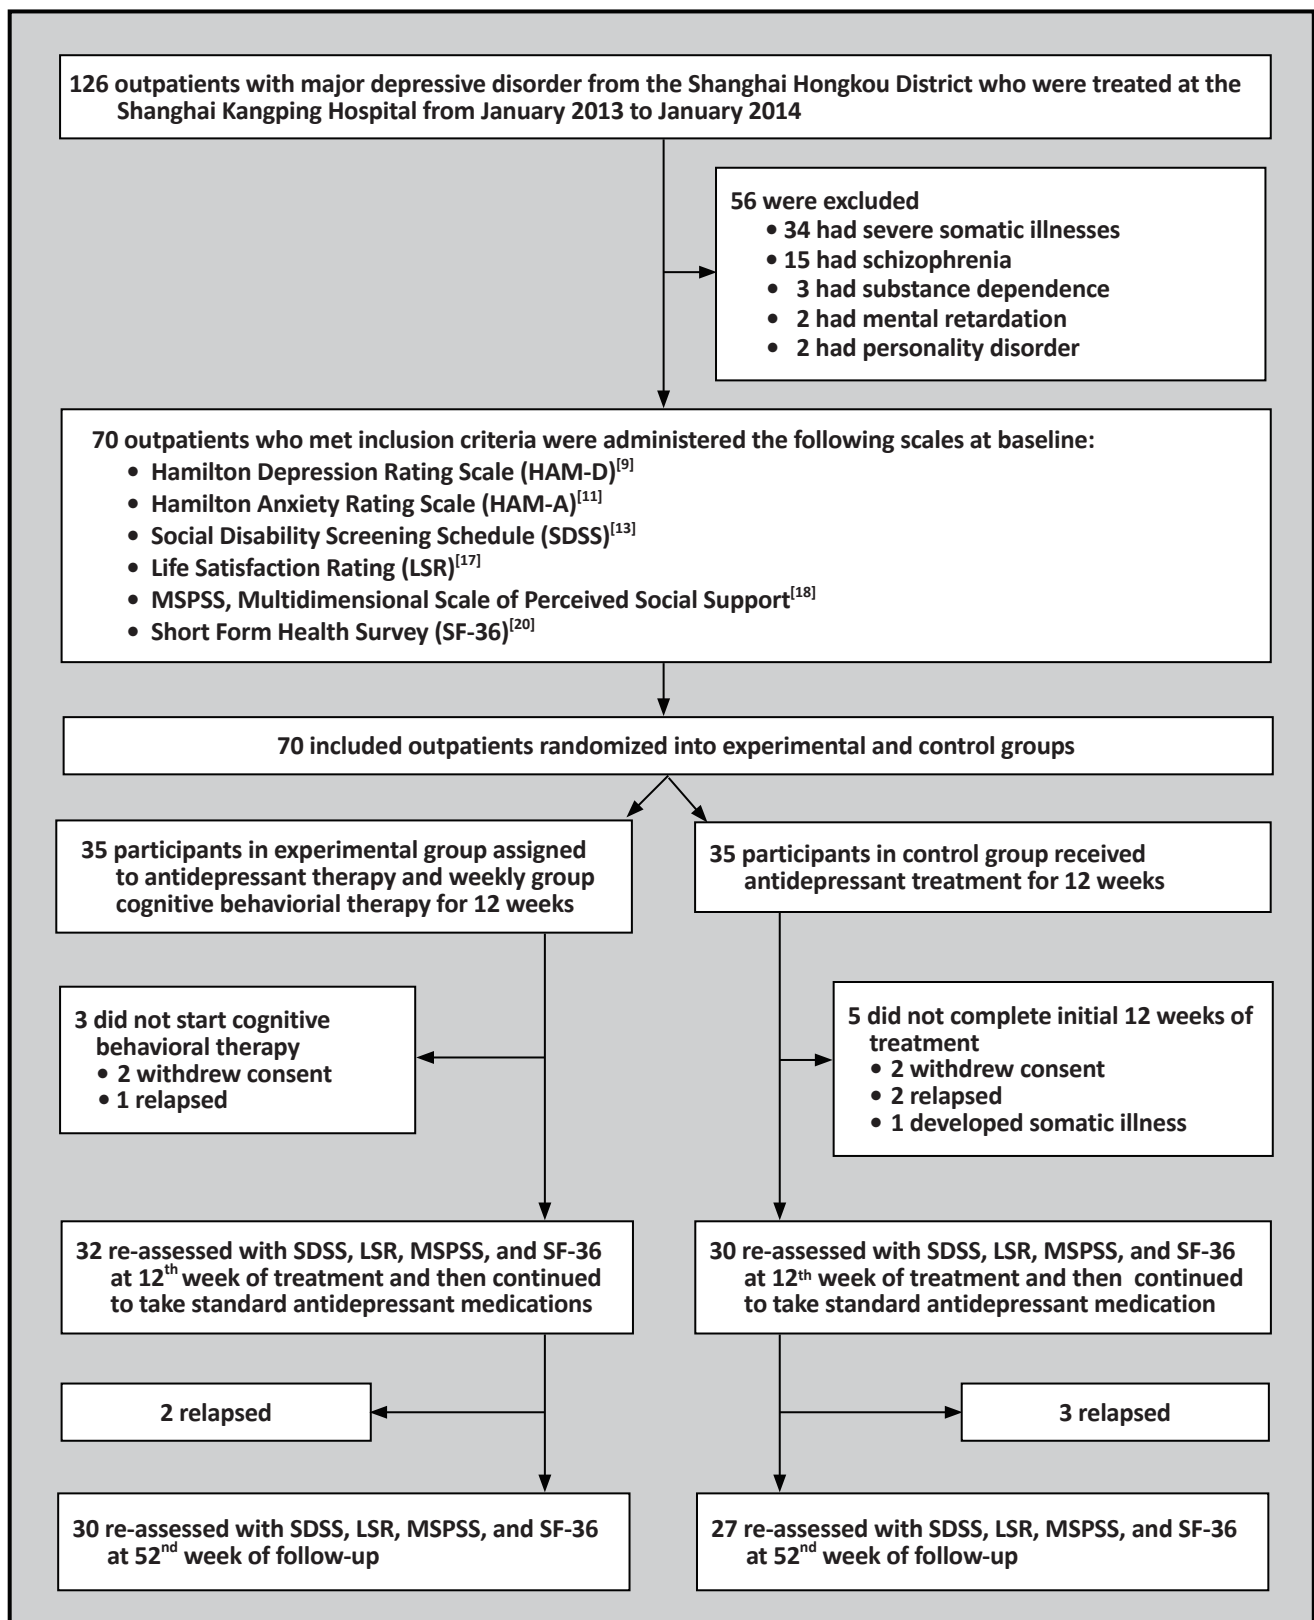 126 outpatients with major depressive disorder from the Shanghai Hongkou District who were treated at the
Shanghai Kangping Hospital from January 2013 to January 2014
56 were excluded
• 34 had severe somatic illnesses
• 15 had schizophrenia
• 3 had substance dependence
• 2 had mental retardation
• 2 had personality disorder
70 outpatients who met inclusion criteria were administered the following scales at baseline:
• Hamilton Depression Rating Scale (HAM-D)[9]
• Hamilton Anxiety Rating Scale (HAM-A)[11]
• Social Disability Screening Schedule (SDSS)[13]
• Life Satisfaction Rating (LSR)[17]
• MSPSS, Multidimensional Scale of Perceived Social Support[18]
• Short Form Health Survey (SF-36)[20]
70 included outpatients randomized into experimental and control groups
35 participants in experimental group assigned
to antidepressant therapy and weekly group
cognitive behaviorial therapy for 12 weeks
35 participants in control group received
antidepressant treatment for 12 weeks
3 did not start cognitive
behavioral therapy
• 2 withdrew consent
• 1 relapsed
5 did not complete initial 12 weeks of
treatment
• 2 withdrew consent
• 2 relapsed
• 1 developed somatic illness
32 re-assessed with SDSS, LSR, MSPSS, and SF-36
at 12th week of treatment and then continued
to take standard antidepressant medications
30 re-assessed with SDSS, LSR, MSPSS, and SF-36
at 12th week of treatment and then continued
to take standard antidepressant medication
2 relapsed
3 relapsed
30 re-assessed with SDSS, LSR, MSPSS, and SF-36
at 52nd week of follow-up
27 re-assessed with SDSS, LSR, MSPSS, and SF-36
at 52nd week of follow-up